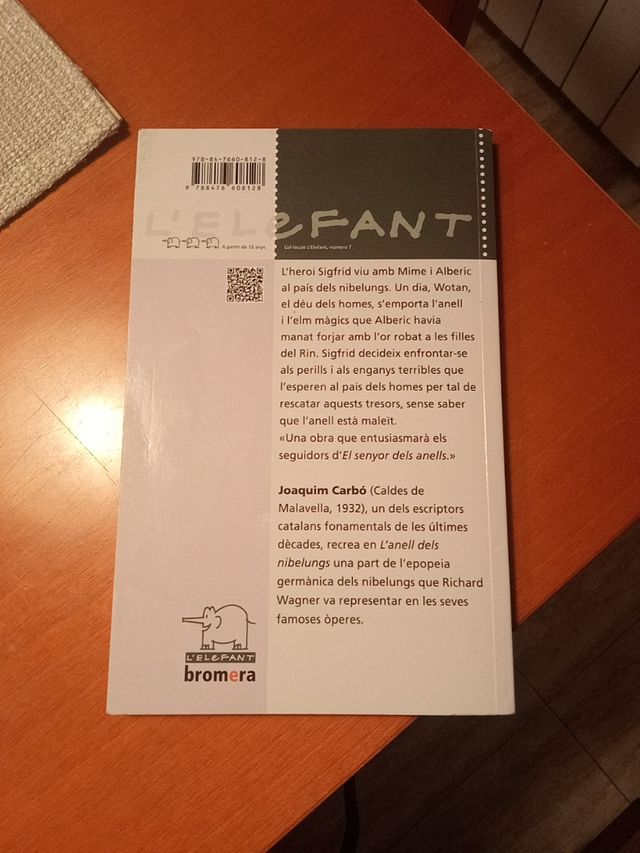 978-84-7660-812-8
9 788476 608128
L'ELeFANT
A partir de 12 anys
Col·lecció L'Elefant, número 7
L'heroi Sigfrid viu amb Mime i Alberic
al país dels nibelungs. Un dia, Wotan,
el déu dels homes, s'emporta l'anell
i l'elm màgics que Alberic havia
manat forjar amb l'or robat a les filles
del Rin. Sigfrid decideix enfrontar-se
als perills i als enganys terribles que
l'esperen al país dels homes per tal de
rescatar aquests tresors, sense saber
que l'anell està maleït.
«Una obra que entusiasmarà els
seguidors d'El senyor dels anells.»
Joaquim Carbó (Caldes de
Malavella, 1932), un dels escriptors
catalans fonamentals de les últimes
dècades, recrea en L'anell dels
nibelungs una part de l'epopeia
germànica dels nibelungs que Richard
Wagner va representar en les seves
famoses òperes.
L'ELeFANT
bromera